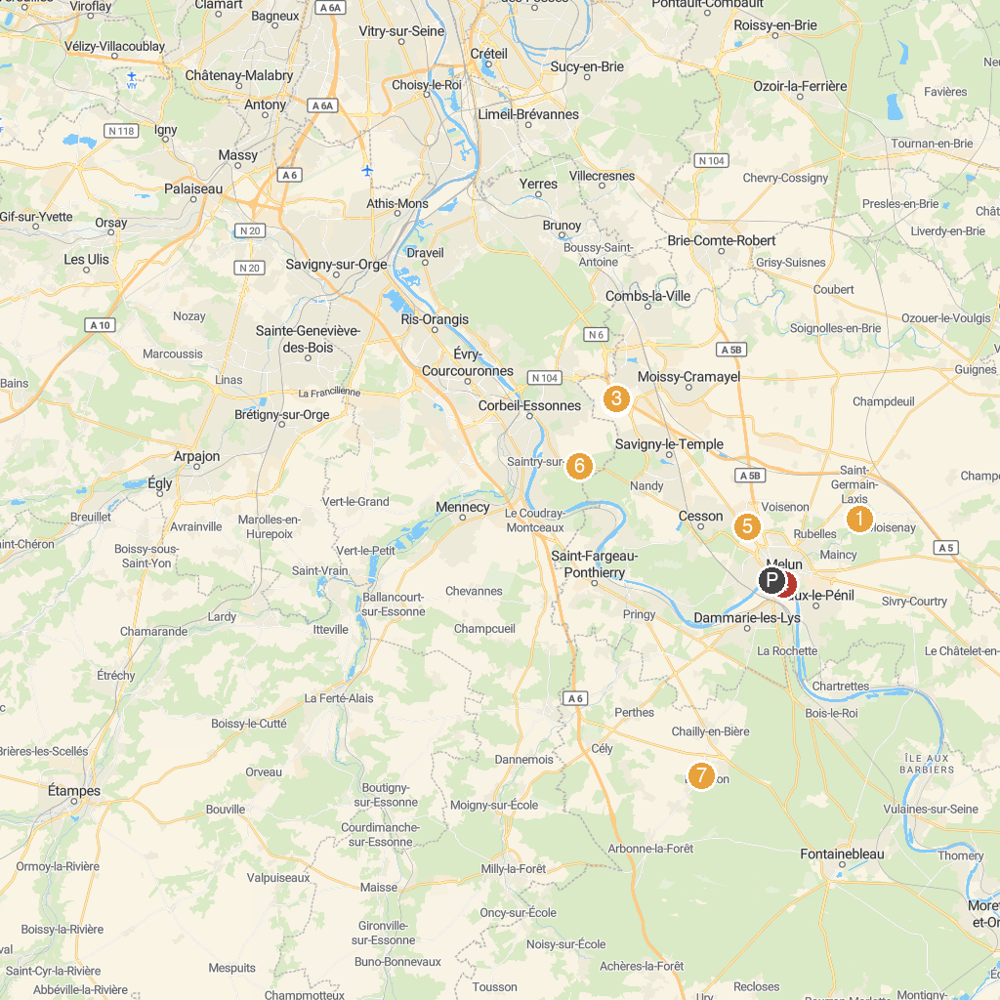 Viroflay
Clamart
A 6A
Bagneux
Vitry-sur-Seine
Pontault-Combault
Roissy-en-Brie
Vélizy-Villacoublay
Créteil
Sucy-en-Brie
VIY
Châtenay-Malabry
Choisy-le-Roi
Ozoir-la-Ferrière
Favières
Antony
A 6A
Limeil-Brévannes
N 118
Igny
Tournan-en-Brie
Massy
N 104
A 6
Palaiseau
Yerres
Villecresnes
Chevry-Cossigny
Athis-Mons
Presles-en-Brie
Gif-sur-Yvette
Orsay
N 20
Brunoy
Liverdy-en-Brie
Brie-Comte-Robert
Boussy-Saint-
Antoine
Draveil
Les Ulis
N 20
Savigny-sur-Orge
Grisy-Suisnes
Combs-la-Ville
Coubert
Nozay
Ris-Orangis
Ozouer-le-Voulgis
A 10
Sainte-Geneviève-
des-Bois
Soignolles-en-Brie
N 6
A 5B
Marcoussis
Évry-
Courcouronnes
N 104
Moissy-Cramayel
Guignes
Linas
La Francilienne
3
Champdeuil
Brétigny-sur-Orge
Corbeil-Essonnes
Savigny-le-Temple
Arpajon
Saintry-sur-
6
A 5B
Saint-
Germain-
Laxis
Égly
Nandy
Vert-le-Grand
Mennecy
Le Coudray-
Montceaux
Cesson
Voisenon
1
Breuillet
Avrainville
Marolles-en-
Hurepoix
5
Rubelles
A 5
Boissy-sous-
Saint-Yon
Vert-le-Petit
Saint-Fargeau-
Ponthierry
Maincy
Melun
Saint-Vrain
P
Chevannes
Ballancourt-
sur-Essonne
Sivry-Courtry
Lardy
Pringy
Dammarie-les-Lys
Chamarande
Itteville
Champcueil
La Rochette
Étréchy
Chartrettes
La Ferté-Alais
A 6
Perthes
Bois-le-Roi
Boissy-le-Cutté
Chailly-en-Bière
Cély
Dannemois
ÎLE AUX
BARBIERS
Orveau
7
Étampes
Boutigny-
sur-Essonne
Moigny-sur-École
Bouville
Vulaines-sur-Seine
Courdimanche-
sur-Essonne
Arbonne-la-Forêt
Fontainebleau
Thomery
Ormoy-la-Rivière
Milly-la-Forêt
Valpuiseaux
Maisse
Oncy-sur-École
Boissy-la-Rivière
Gironville-
sur-Essonne
Noisy-sur-École
Buno-Bonnevaux
Achères-la-Forêt
Saint-Cyr-la-Rivière
Mespuits
Abbéville-la-Rivière
Champmotteux
Tousson
Ury
Recloses